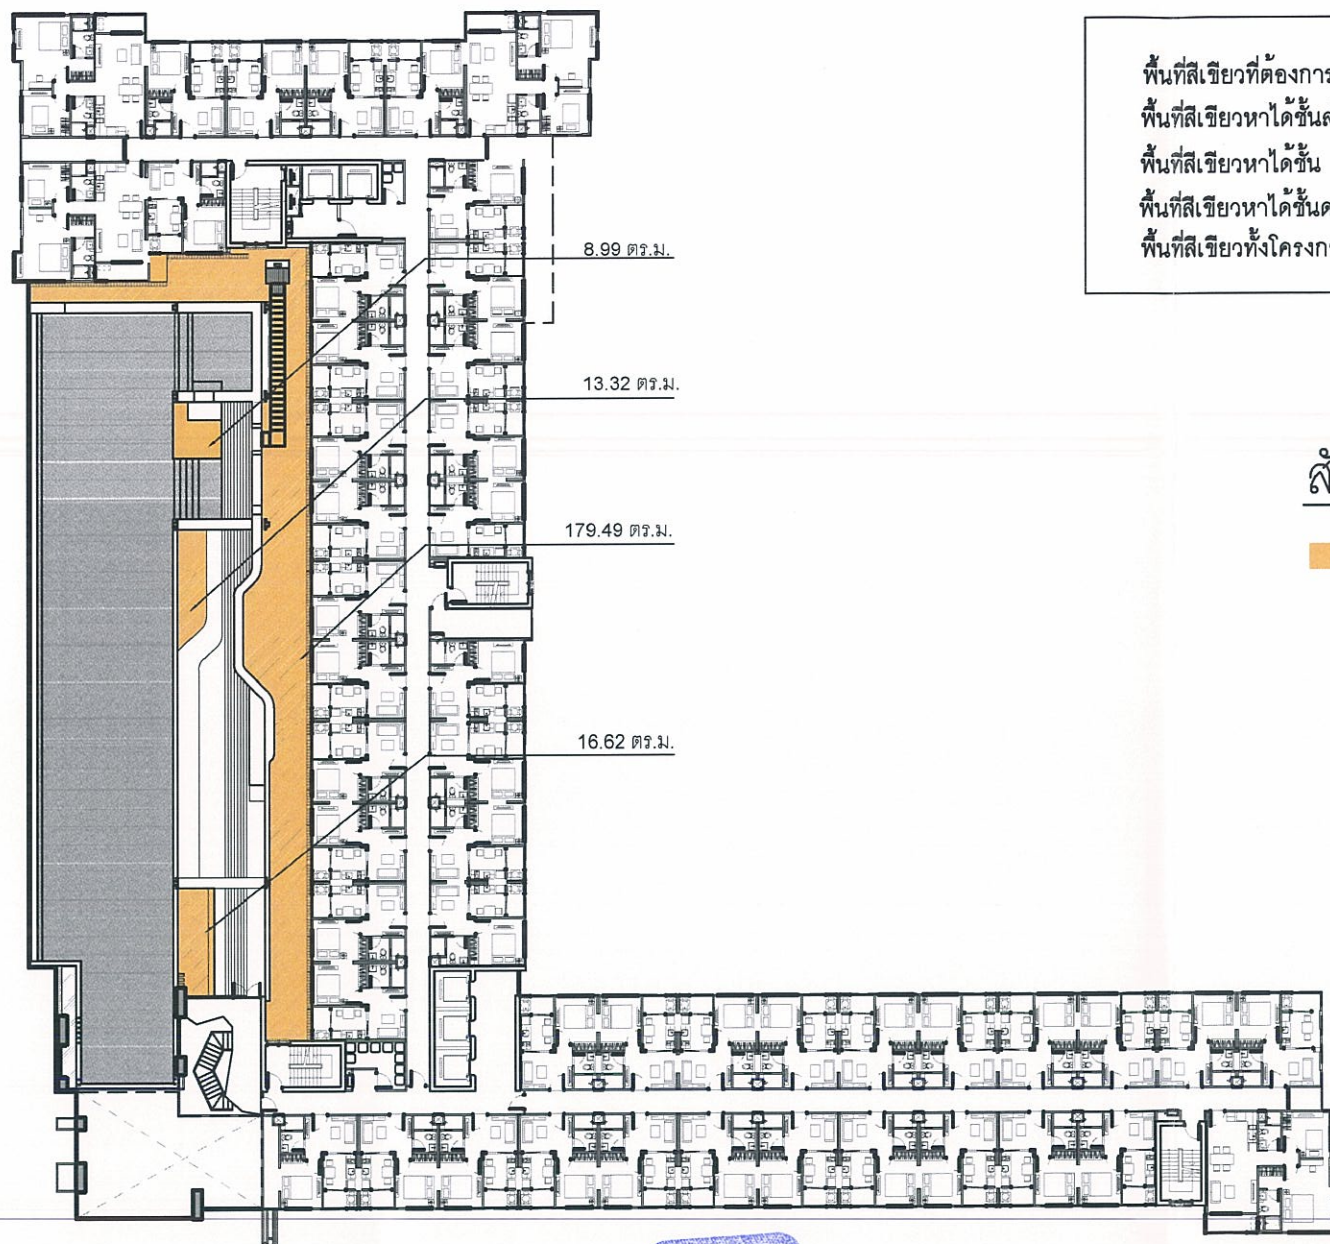 พื้นที่สีเขียวที่ต้องการ
พื้นที่สีเขียวหาได้ชั้น
พื้นที่สีเขียวหาได้ชั้น
พื้นที่สีเขียวหาได้ชั้น
พื้นที่สีเขียวทั้งโครงก
8.99 ตร.ม.
13.32 ตร.ม.
179.49 ตร.ม.
16.62 ตร.ม.